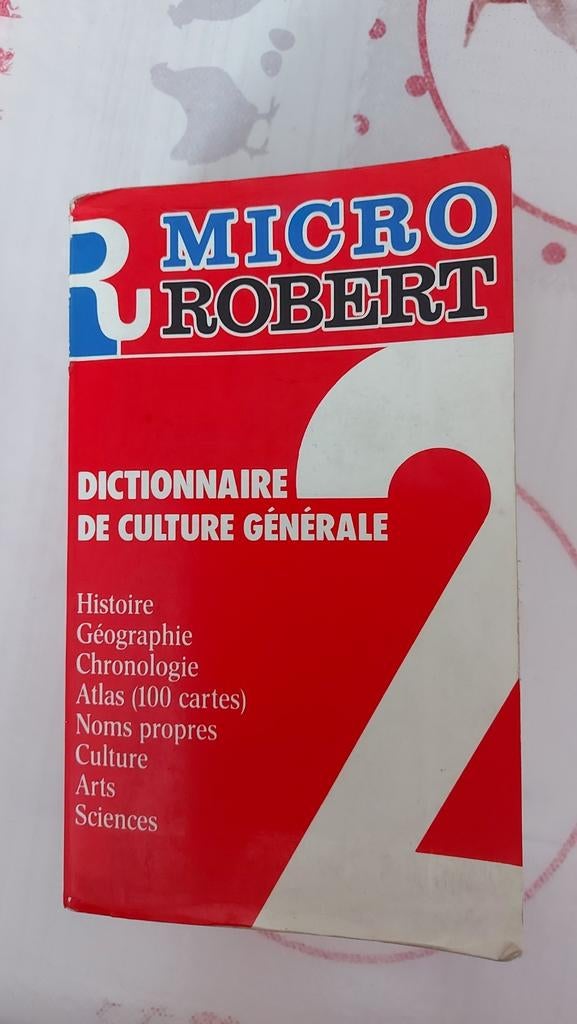 R
MICRO
ROBERT
2
DICTIONNAIRE
DE CULTURE GÉNÉRALE
Histoire
Géographie
Chronologie
Atlas (100 cartes)
Noms propres
Culture
Arts
Sciences